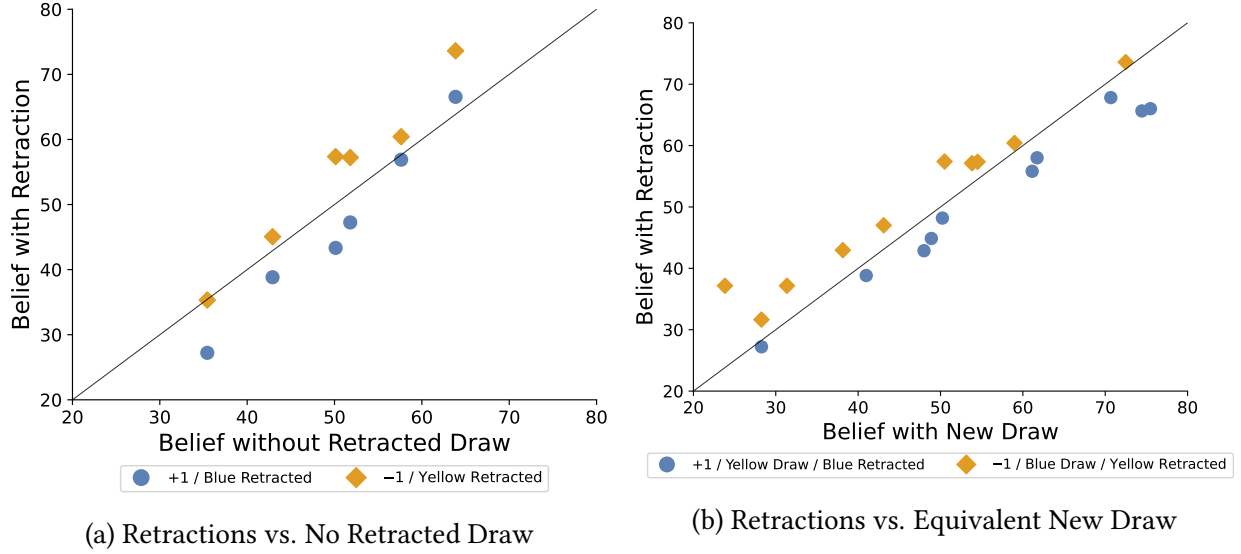 80
70
60
50
40
30
20
Belief with Retraction
20 30 40 50 60 70 80
Belief without Retracted Draw
+1 / Blue Retracted −1 / Yellow Retracted
(a) Retractions vs. No Retracted Draw
80
70
60
50
40
30
20
Belief with Retraction
20 30 40 50 60 70 80
Belief with New Draw
+1 / Yellow Draw / Blue Retracted −1 / Blue Draw / Yellow Retracted
(b) Retractions vs. Equivalent New Draw